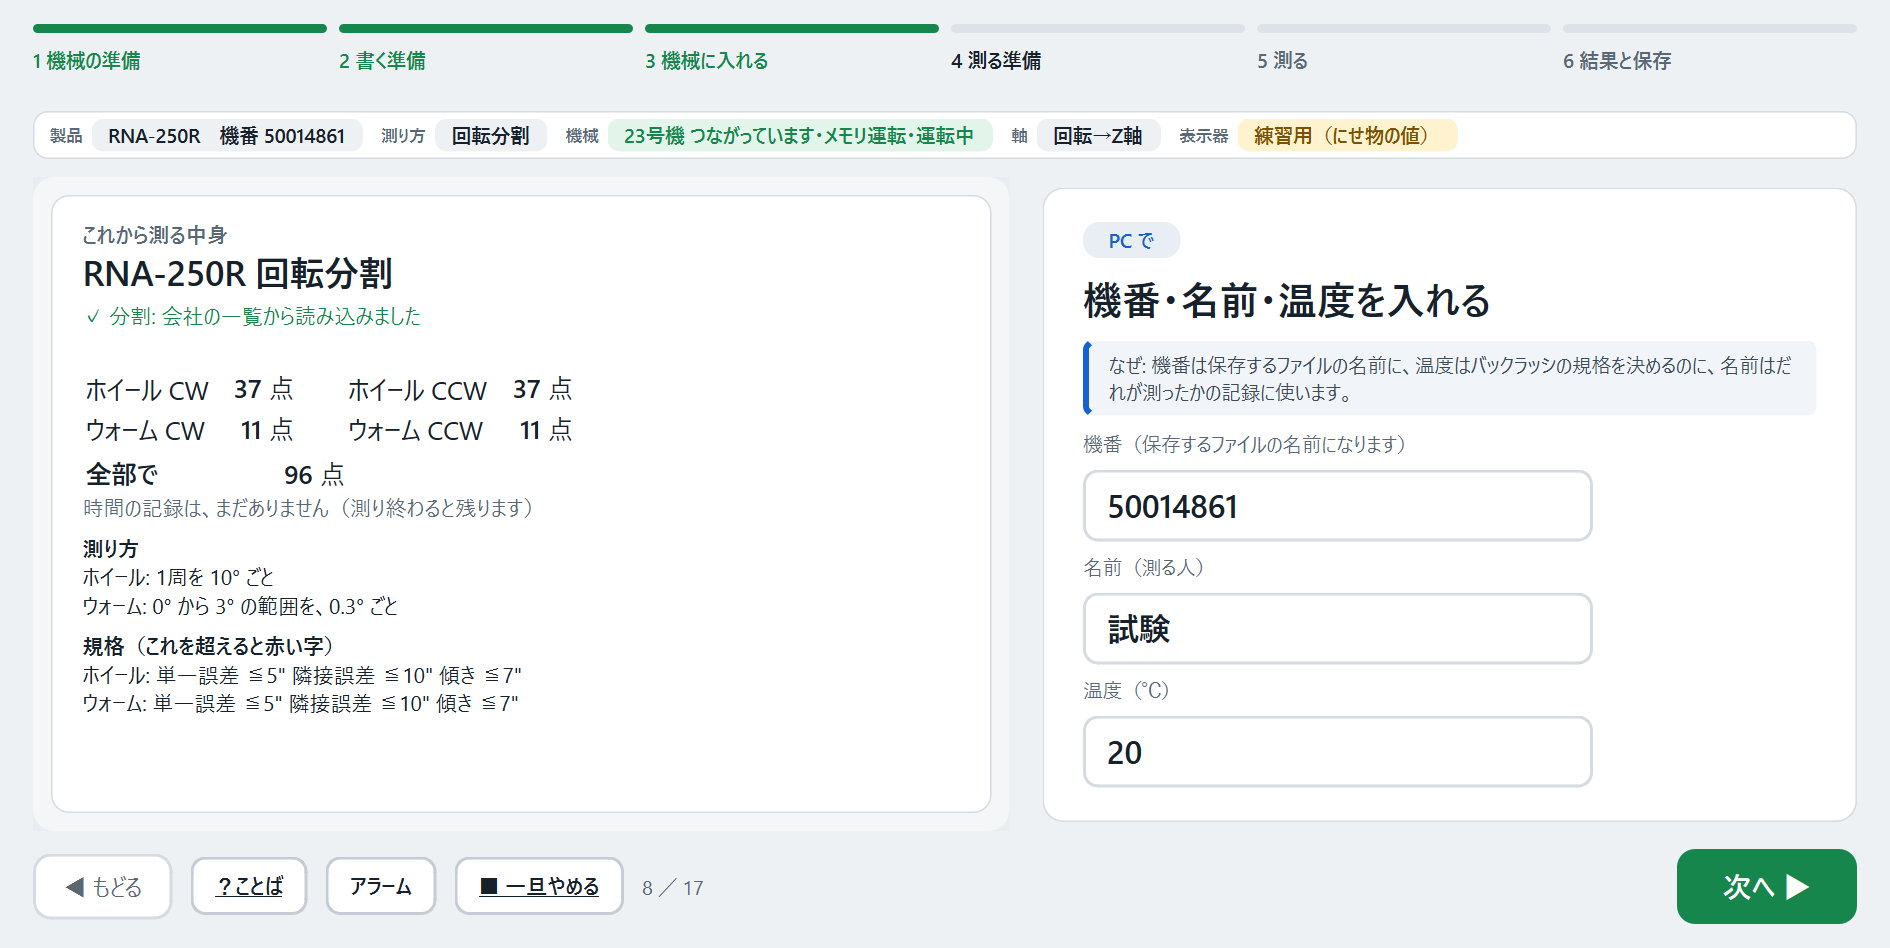 1 機械の準備
2 書く準備
3 機械に入れる
4 測る準備
5 測る
6 結果と保存
製品 RNA-250R 機番 50014861 測り方 回転分割 機械 23号機 つながっています・メモリ運転・運転中 軸 回転→Z軸 表示器 練習用（にせ物の値）
これから測る中身
RNA-250R 回転分割
✓ 分割: 会社の一覧から読み込みました
ホイール CW 37 点 ホイール CCW 37 点
ウォーム CW 11 点 ウォーム CCW 11 点
全部で 96 点
時間の記録は、まだありません（測り終わると残ります）
測り方
ホイール: 1周を 10° ごと
ウォーム: 0° から 3° の範囲を、0.3° ごと
規格（これを超えると赤い字）
ホイール: 単一誤差 ≦5" 隣接誤差 ≦10" 傾き ≦7"
ウォーム: 単一誤差 ≦5" 隣接誤差 ≦10" 傾き ≦7"
PC で
機番・名前・温度を入れる
なぜ: 機番は保存するファイルの名前に、温度はバックラッシの規格を決めるのに、名前はだ
れが測ったかの記録に使います。
機番（保存するファイルの名前になります）
50014861
名前（測る人）
試験
温度（℃）
20
◀ もどる
？ことば
アラーム
■ 一旦やめる
8 ／ 17
次へ ▶